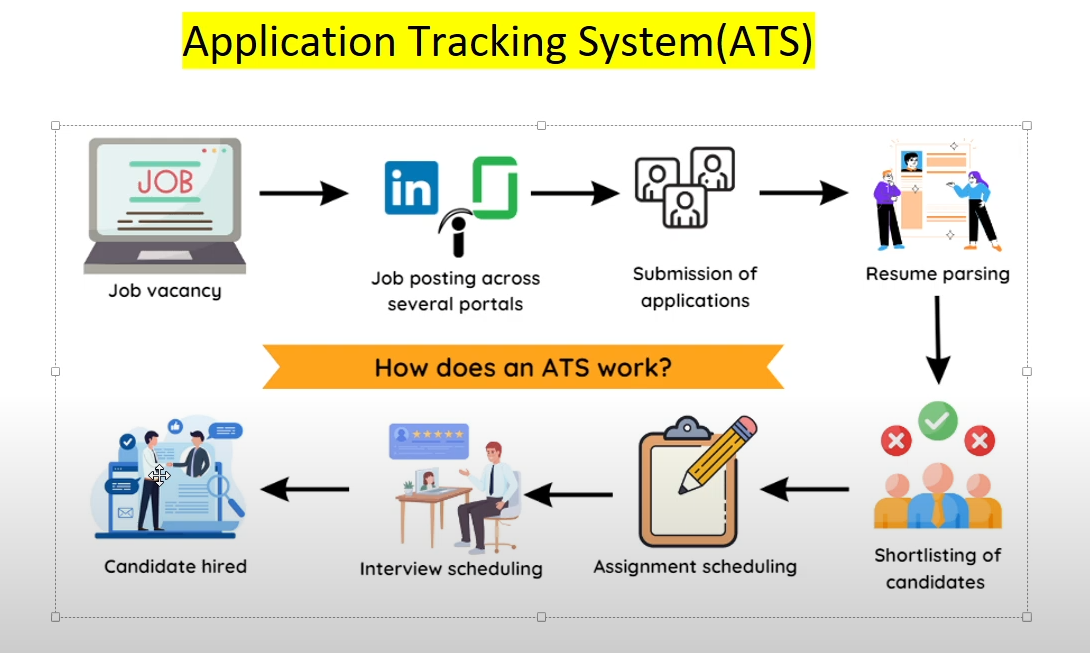 Application Tracking System(ATS)
JOB
in
Job vacancy
Job posting across
several portals
Submission of
applications
Resume parsing
How does an ATS work?
Candidate hired
Interview scheduling
Assignment scheduling
Shortlisting of
candidates